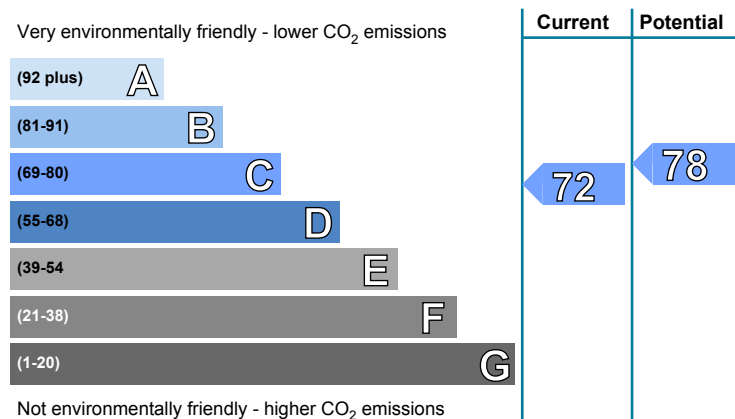 Very environmentally friendly - lower CO2 emissions
Current Potential
(92 plus) A
(81-91) B
(69-80) C
72
78
(55-68) D
(39-54 E
(21-38) F
(1-20) G
Not environmentally friendly - higher CO2 emissions